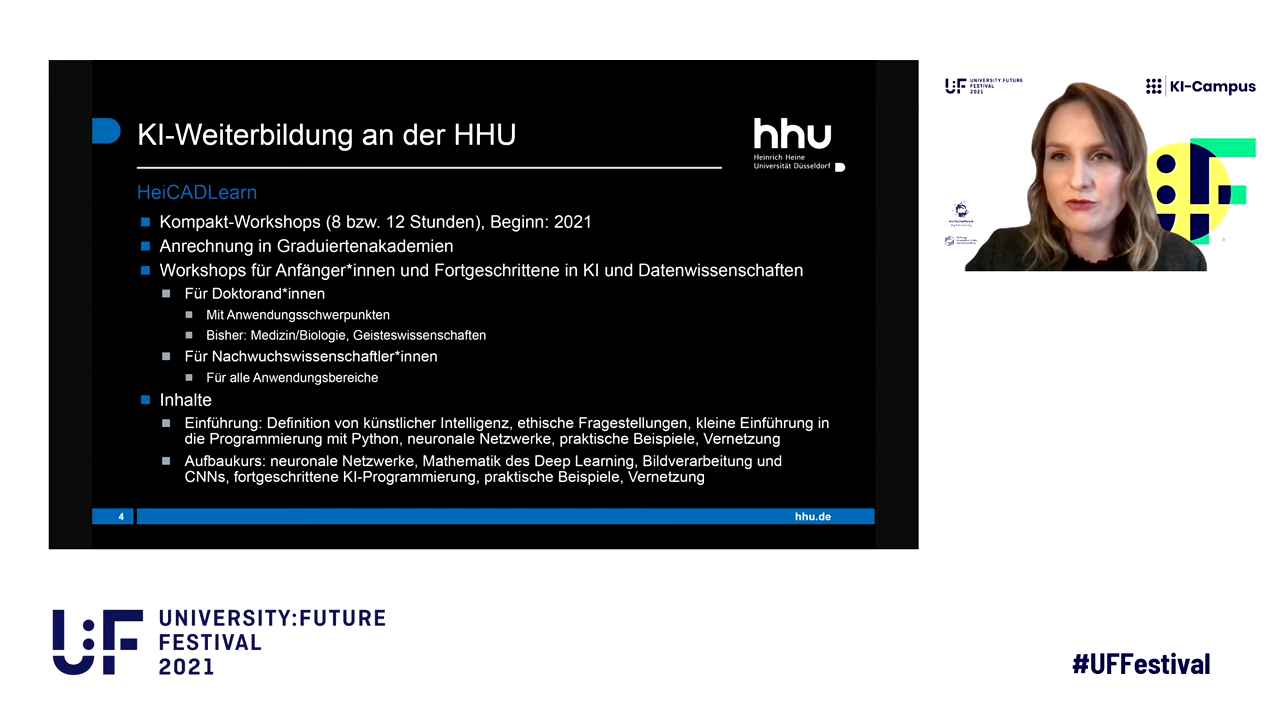 KI-Weiterbildung an der HHU
hhu
Heinrich Heine
Universität Düsseldorf
HeiCADLearn
Kompakt-Workshops (8 bzw. 12 Stunden), Beginn: 2021
Anrechnung in Graduiertenakademien
Workshops für Anfänger*innen und Fortgeschrittene in KI und Datenwissenschaften
Für Doktorand*innen
Mit Anwendungsschwerpunkten
Bisher: Medizin/Biologie, Geisteswissenschaften
Für Nachwuchswissenschaftler*innen
Für alle Anwendungsbereiche
Inhalte
Einführung: Definition von künstlicher Intelligenz, ethische Fragestellungen, kleine Einführung in
die Programmierung mit Python, neuronale Netzwerke, praktische Beispiele, Vernetzung
Aufbaukurs: neuronale Netzwerke, Mathematik des Deep Learning, Bildverarbeitung und
CNNs, fortgeschrittene KI-Programmierung, praktische Beispiele, Vernetzung
4
hhu.de
U:F UNIVERSITY:FUTURE
FESTIVAL
2021
KI-Campus
U:F
UNIVERSITY:FUTURE
FESTIVAL
2021
#UFFestival